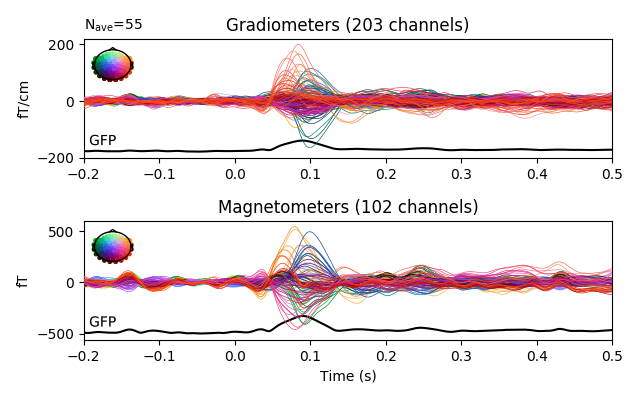 N_ave=55
Gradiometers (203 channels)
200
0
−200
fT/cm
GFP
−0.2 −0.1 0.0 0.1 0.2 0.3 0.4 0.5
Magnetometers (102 channels)
500
0
−500
fT
GFP
−0.2 −0.1 0.0 0.1 0.2 0.3 0.4 0.5
Time (s)